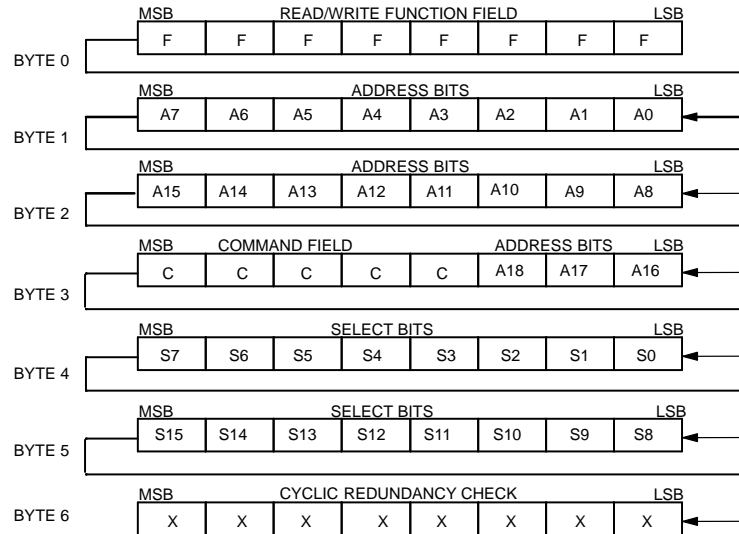 MSB READ/WRITE FUNCTION FIELD LSB
F F F F F F F F
BYTE 0
MSB ADDRESS BITS LSB
A7 A6 A5 A4 A3 A2 A1 A0
BYTE 1
MSB ADDRESS BITS LSB
A15 A14 A13 A12 A11 A10 A9 A8
BYTE 2
MSB COMMAND FIELD ADDRESS BITS LSB
C C C C C A18 A17 A16
BYTE 3
MSB SELECT BITS LSB
S7 S6 S5 S4 S3 S2 S1 S0
BYTE 4
MSB SELECT BITS LSB
S15 S14 S13 S12 S11 S10 S9 S8
BYTE 5
MSB CYCLIC REDUNDANCY CHECK LSB
BYTE 6
X X X X X X X X